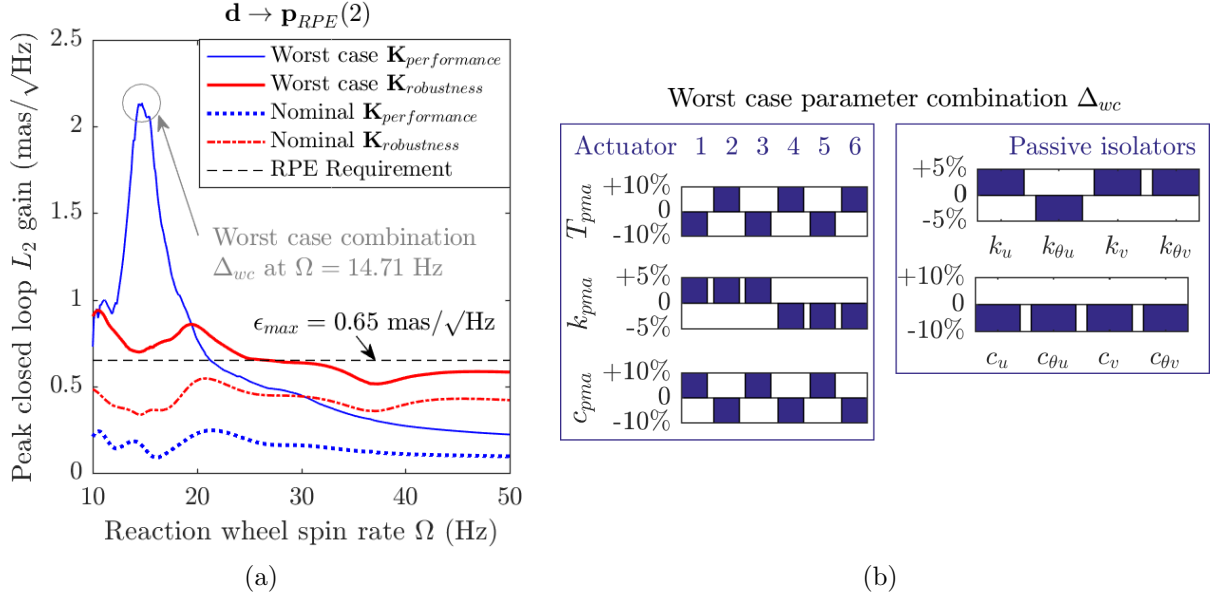 d → p_RPE(2)
Peak closed loop L₂ gain (mas/√Hz)
2.5
2
1.5
1
0.5
0
Worst case K_performance
Worst case K_robustness
Nominal K_performance
Nominal K_robustness
RPE Requirement
Worst case combination
Δ_wc at Ω = 14.71 Hz
ϵ_max = 0.65 mas/√Hz
10 20 30 40 50
Reaction wheel spin rate Ω (Hz)
(a)
Worst case parameter combination Δ_wc
Actuator 1 2 3 4 5 6
T_pma
+10%
0
-10%
k_pma
+5%
0
-5%
c_pma
+10%
0
-10%
Passive isolators
+5%
0
-5%
k_u k_θu k_v k_θv
+10%
0
-10%
c_u c_θu c_v c_θv
(b)